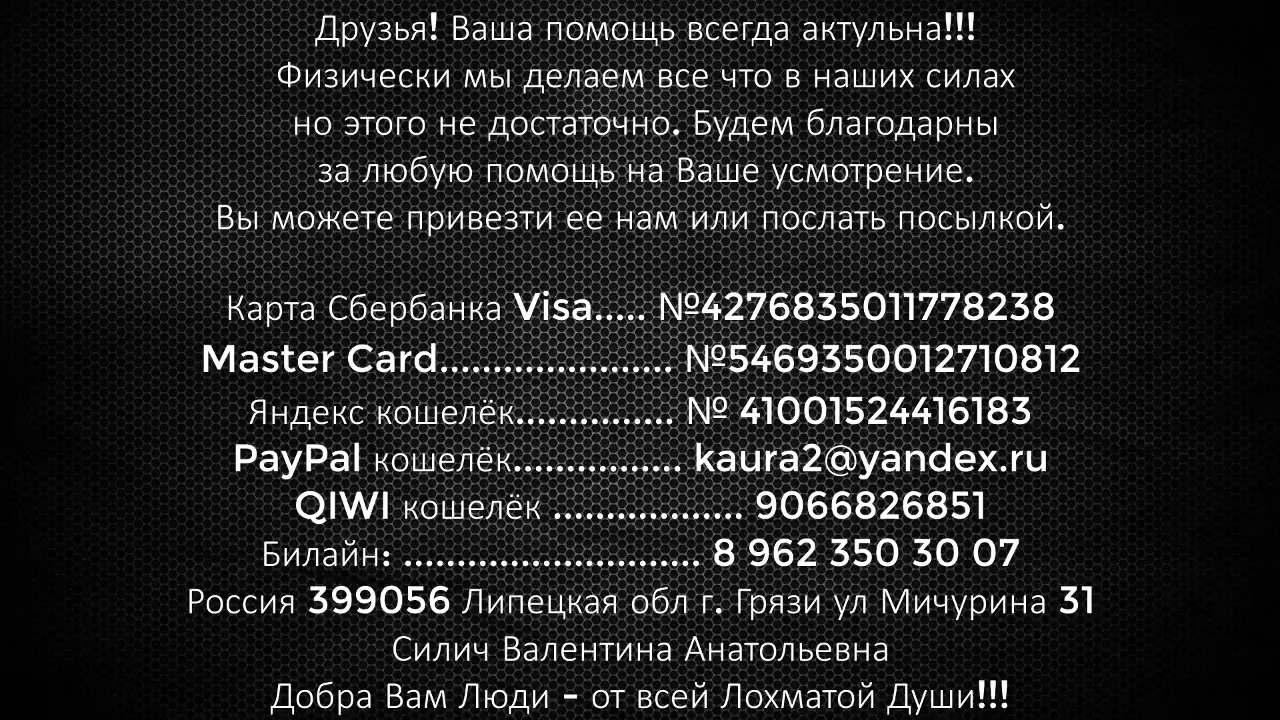 Друзья! Ваша помощь всегда актульна!!!
Физически мы делаем все что в наших силах
но этого не достаточно. Будем благодарны
за любую помощь на Ваше усмотрение.
Вы можете привезти ее нам или послать посылкой.
Карта Сбербанка Visa..... №4276835011778238
Master Card...................... №5469350012710812
Яндекс кошелёк............... № 41001524416183
PayPal кошелёк................ kaura2@yandex.ru
QIWI кошелёк .................. 9066826851
Билайн: ............................ 8 962 350 30 07
Россия 399056 Липецкая обл г. Грязи ул Мичурина 31
Силич Валентина Анатольевна
Добра Вам Люди - от всей Лохматой Души!!!